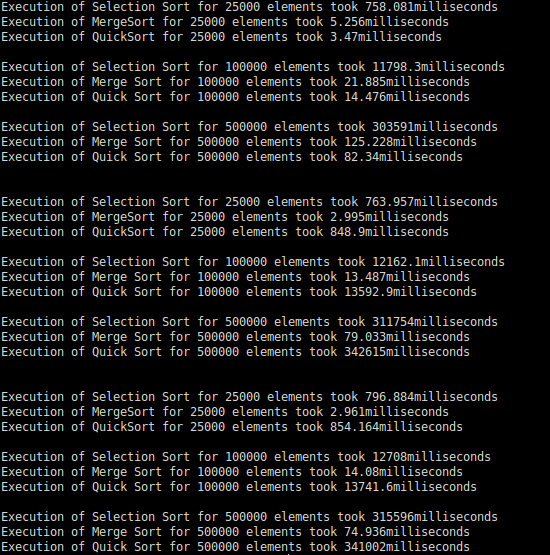 Execution of Selection Sort for 25000 elements took 758.081milliseconds
Execution of MergeSort for 25000 elements took 5.256milliseconds
Execution of QuickSort for 25000 elements took 3.47milliseconds
Execution of Selection Sort for 100000 elements took 11798.3milliseconds
Execution of Merge Sort for 100000 elements took 21.885milliseconds
Execution of Quick Sort for 100000 elements took 14.476milliseconds
Execution of Selection Sort for 500000 elements took 303591milliseconds
Execution of Merge Sort for 500000 elements took 125.228milliseconds
Execution of Quick Sort for 500000 elements took 82.34milliseconds
Execution of Selection Sort for 25000 elements took 763.957milliseconds
Execution of MergeSort for 25000 elements took 2.995milliseconds
Execution of QuickSort for 25000 elements took 848.9milliseconds
Execution of Selection Sort for 100000 elements took 12162.1milliseconds
Execution of Merge Sort for 100000 elements took 13.487milliseconds
Execution of Quick Sort for 100000 elements took 13592.9milliseconds
Execution of Selection Sort for 500000 elements took 311754milliseconds
Execution of Merge Sort for 500000 elements took 79.033milliseconds
Execution of Quick Sort for 500000 elements took 342615milliseconds
Execution of Selection Sort for 25000 elements took 796.884milliseconds
Execution of MergeSort for 25000 elements took 2.961milliseconds
Execution of QuickSort for 25000 elements took 854.164milliseconds
Execution of Selection Sort for 100000 elements took 12708milliseconds
Execution of Merge Sort for 100000 elements took 14.08milliseconds
Execution of Quick Sort for 100000 elements took 13741.6milliseconds
Execution of Selection Sort for 500000 elements took 315596milliseconds
Execution of Merge Sort for 500000 elements took 74.936milliseconds
Execution of Quick Sort for 500000 elements took 341002milliseconds